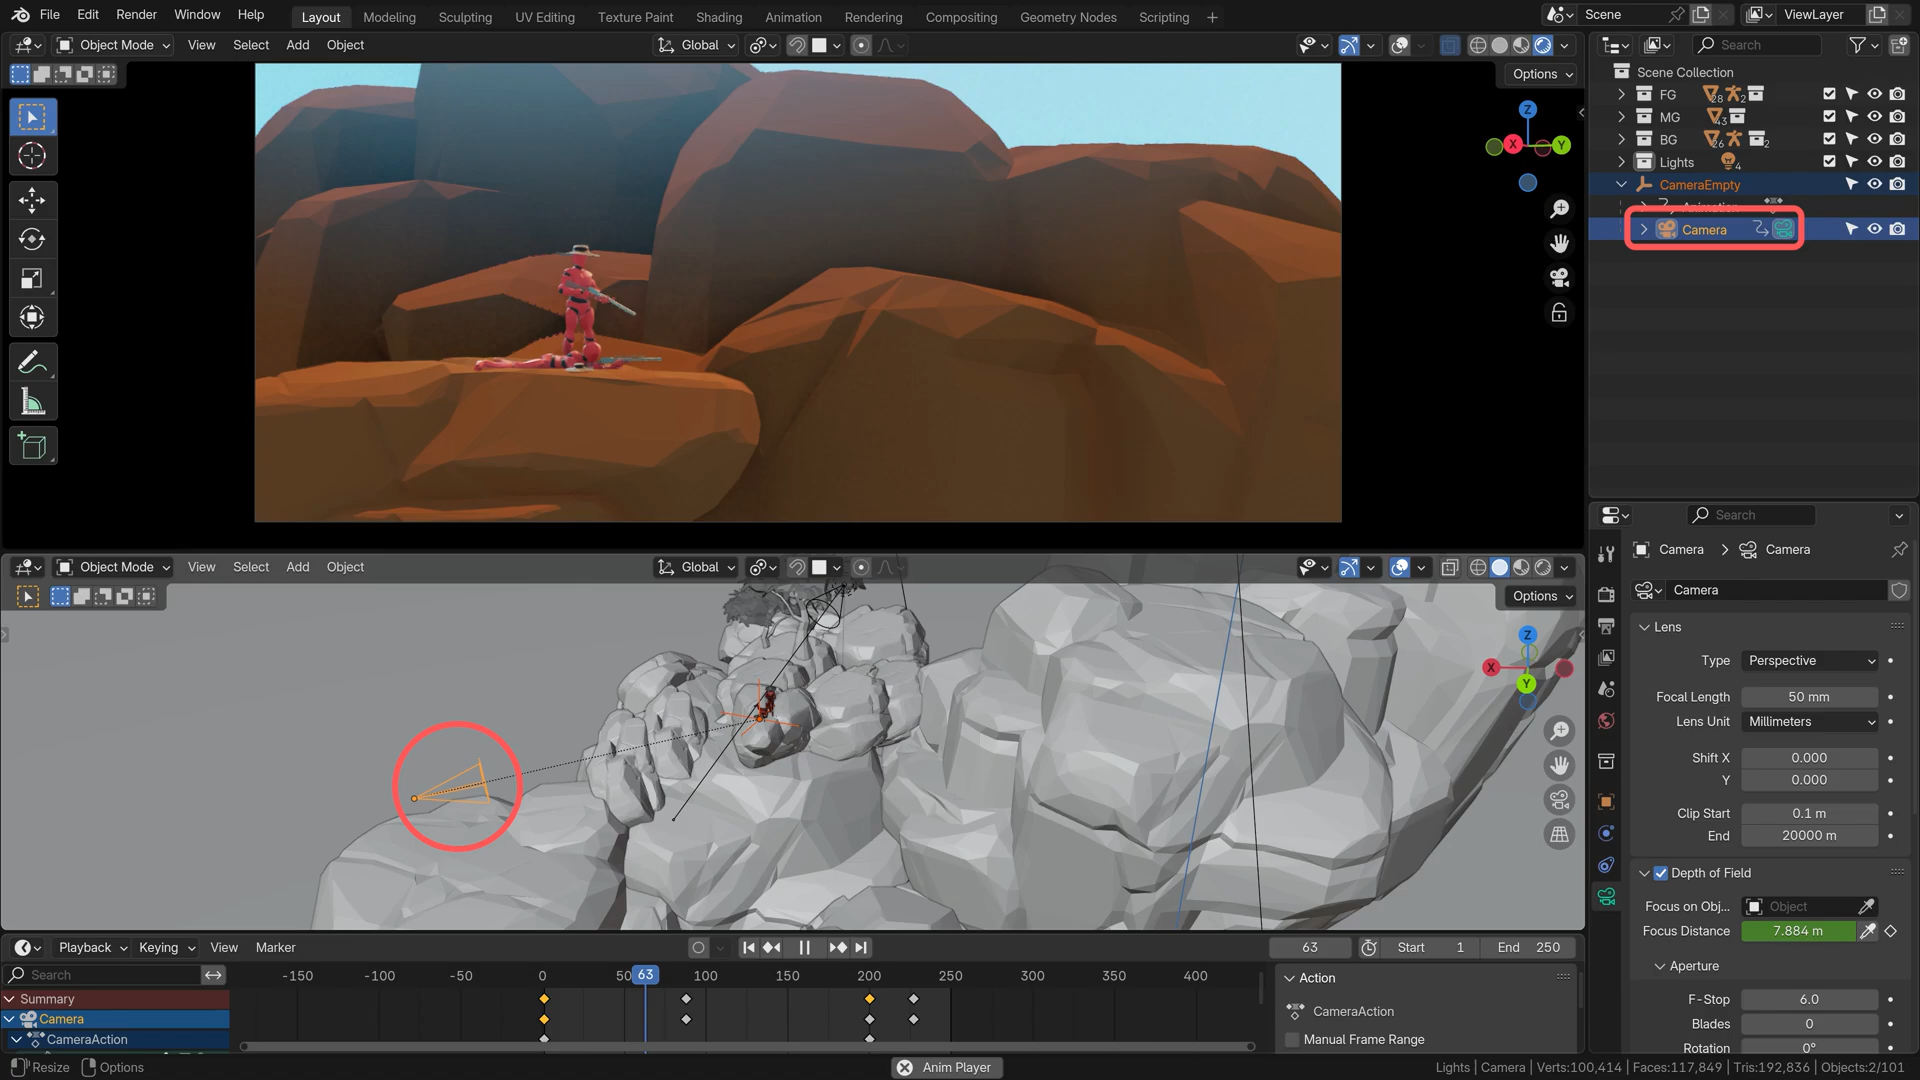 File Edit Render Window Help Layout Modeling Sculpting UV Editing Texture Paint Shading Animation Rendering Compositing Geometry Nodes Scripting + Scene ViewLayer
Object Mode View Select Add Object Global Search
Options
Scene Collection
FG 28 2
MG 43
BG 26 2
Lights 4
CameraEmpty
Animation
Camera
Z
X Y
Search
Camera > Camera
Object Mode View Select Add Object Global
Options
Camera
Lens
Type Perspective
Focal Length 50 mm
Lens Unit Millimeters
Shift X 0.000
Y 0.000
Clip Start 0.1 m
End 20000 m
Depth of Field
Focus on Obj... Object
Focus Distance 7.884 m
Aperture
F-Stop 6.0
Blades 0
Rotation 0°
Z
X
Y
Playback Keying View Marker 63 Start 1 End 250
Search -150 -100 -50 0 50 63 100 150 200 250 300 350 400
Summary
Camera
CameraAction
Action
CameraAction
Manual Frame Range
Resize Options Anim Player Lights | Camera | Verts:100,414 | Faces:117,849 | Tris:192,836 | Objects:2/101